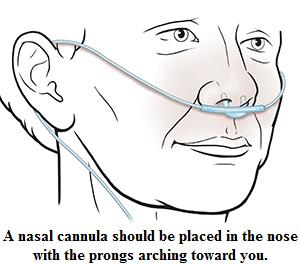 A nasal cannula should be placed in the nose
with the prongs arching toward you.